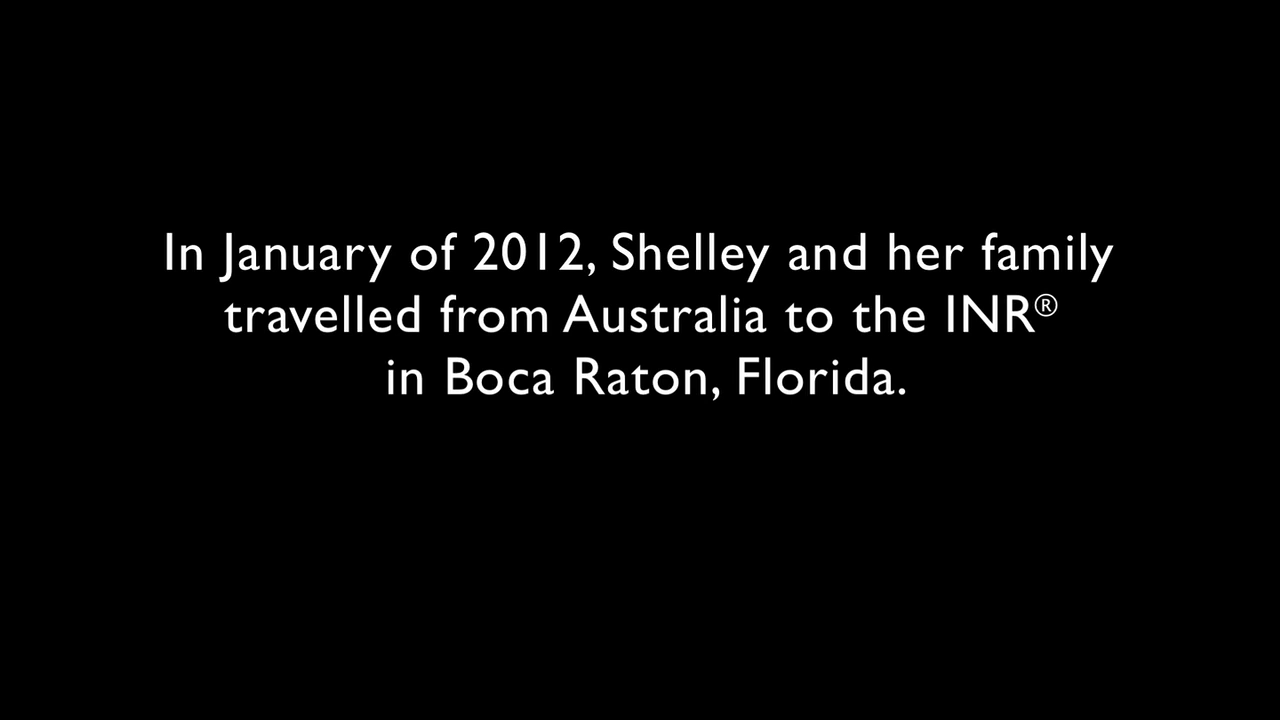 In January of 2012, Shelley and her family
travelled from Australia to the INR®
in Boca Raton, Florida.